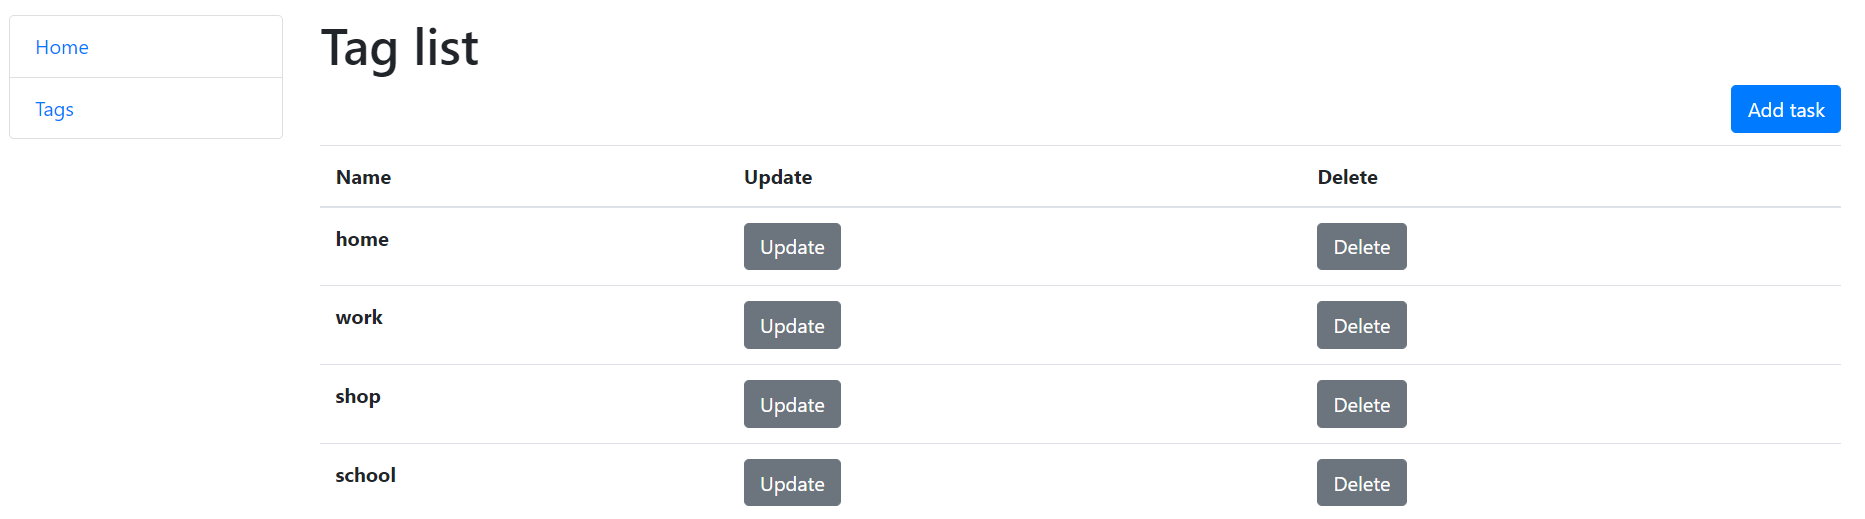 Home
Tags
Tag list
Add task
Name Update Delete
home Update Delete
work Update Delete
shop Update Delete
school Update Delete